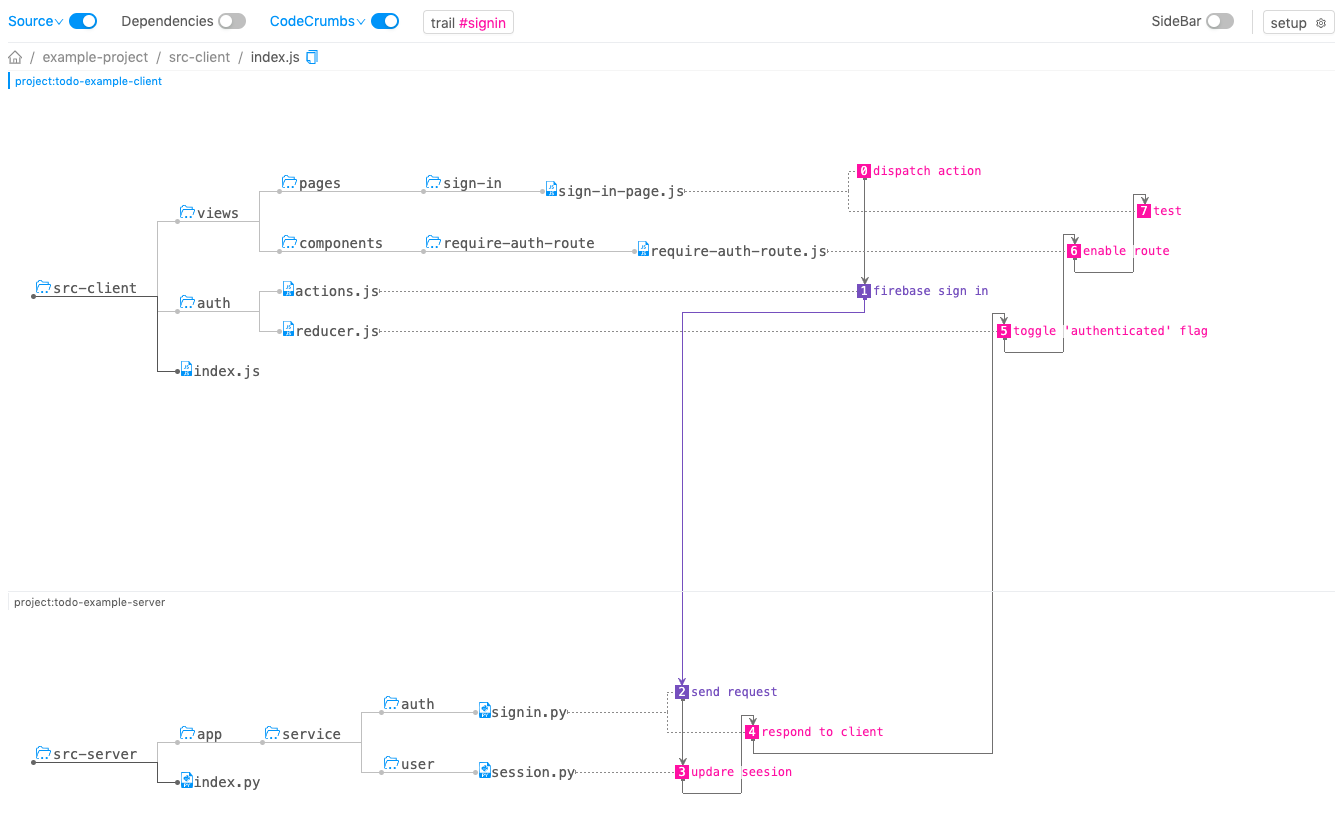 Source Dependencies CodeCrumbs trail #signin SideBar setup
/ example-project / src-client / index.js
project:todo-example-client
0 dispatch action
pages sign-in sign-in-page.js
views 7 test
components require-auth-route require-auth-route.js 6 enable route
src-client
auth actions.js 1 firebase sign in
reducer.js 5 toggle 'authenticated' flag
index.js
project:todo-example-server
2 send request
auth signin.py
app service 4 respond to client
src-server
user session.py 3 updare seesion
index.py